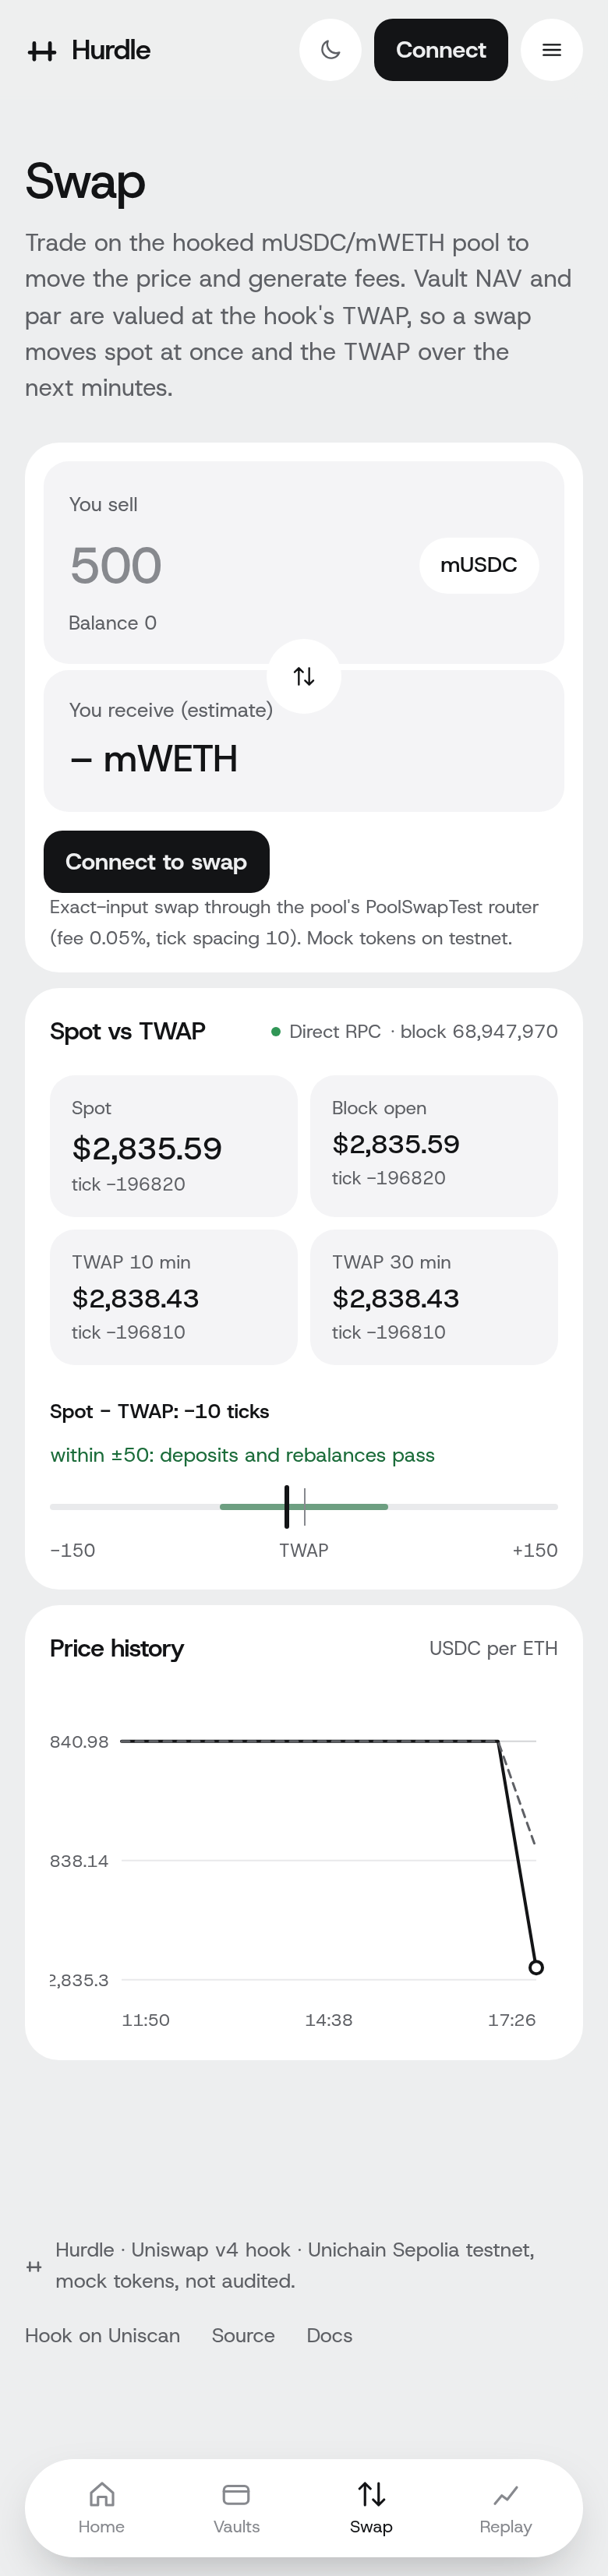 Hurdle
Connect
Swap
Trade on the hooked mUSDC/mWETH pool to
move the price and generate fees. Vault NAV and
par are valued at the hook's TWAP, so a swap
moves spot at once and the TWAP over the
next minutes.
You sell
500
mUSDC
Balance 0
You receive (estimate)
– mWETH
Connect to swap
Exact-input swap through the pool's PoolSwapTest router
(fee 0.05%, tick spacing 10). Mock tokens on testnet.
Spot vs TWAP
Direct RPC · block 68,947,970
Spot
$2,835.59
tick −196820
Block open
$2,835.59
tick −196820
TWAP 10 min
$2,838.43
tick −196810
TWAP 30 min
$2,838.43
tick −196810
Spot − TWAP: −10 ticks
within ±50: deposits and rebalances pass
−150
TWAP
+150
Price history
USDC per ETH
840.98
838.14
2,835.3
11:50
14:38
17:26
Hurdle · Uniswap v4 hook · Unichain Sepolia testnet,
mock tokens, not audited.
Hook on Uniscan
Source
Docs
Home
Vaults
Swap
Replay